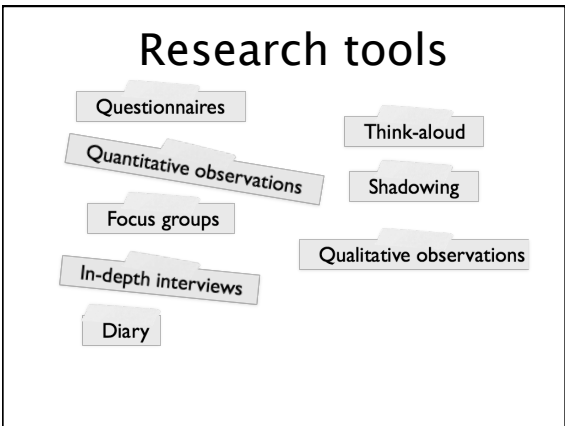 Research tools
Questionnaires
Quantitative observations
Focus groups
In-depth interviews
Diary
Think-aloud
Shadowing
Qualitative observations